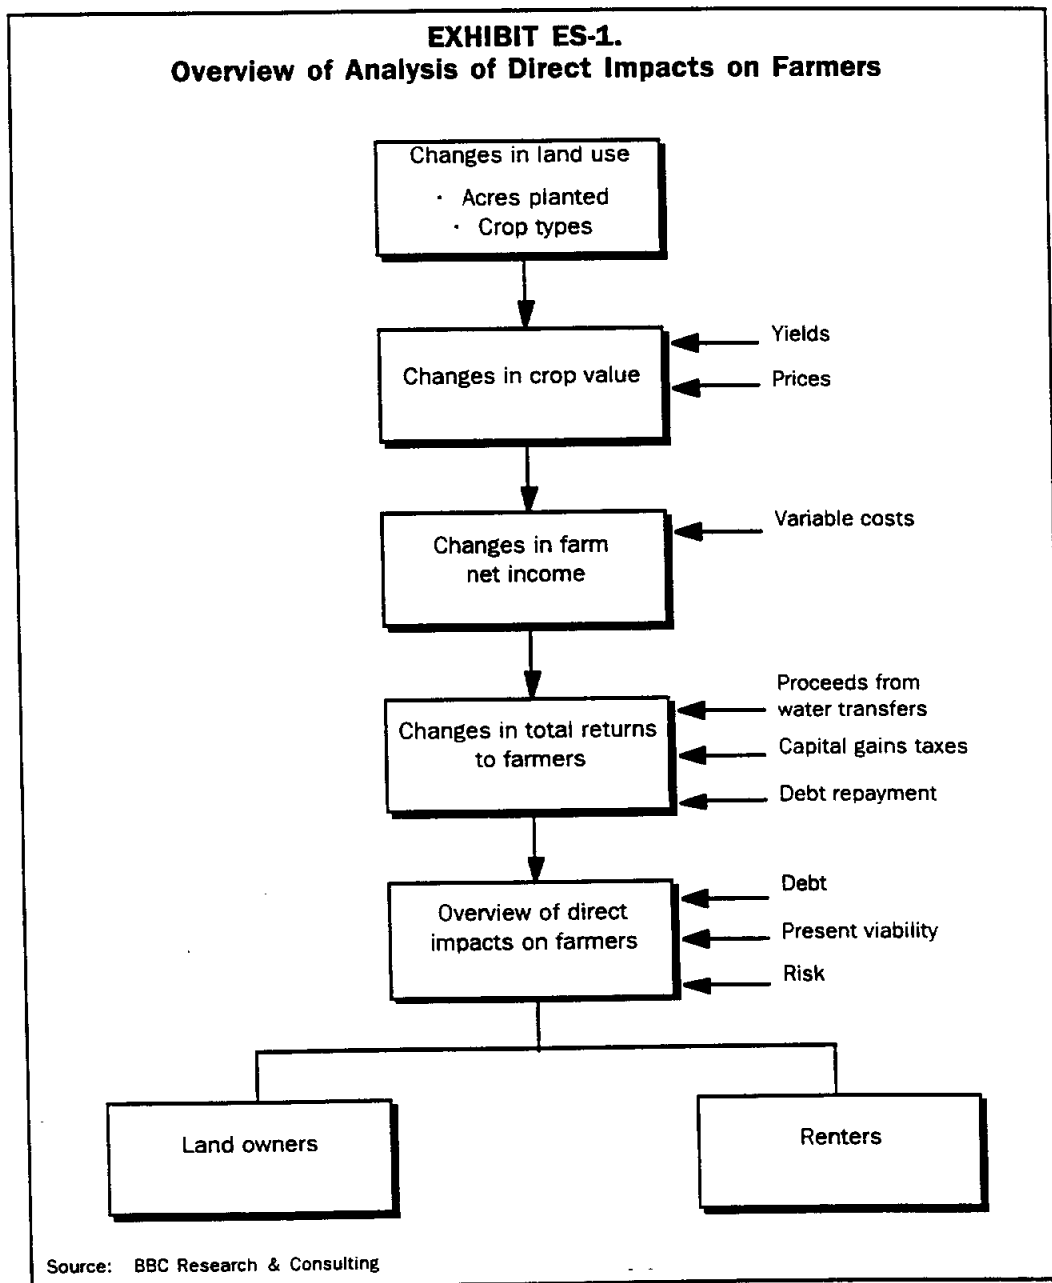 EXHIBIT ES-1.
Overview of Analysis of Direct Impacts on Farmers
Changes in land use
· Acres planted
· Crop types
Changes in crop value
Yields
Prices
Changes in farm
net income
Variable costs
Changes in total returns
to farmers
Proceeds from
water transfers
Capital gains taxes
Debt repayment
Overview of direct
impacts on farmers
Debt
Present viability
Risk
Land owners
Renters
Source: BBC Research & Consulting